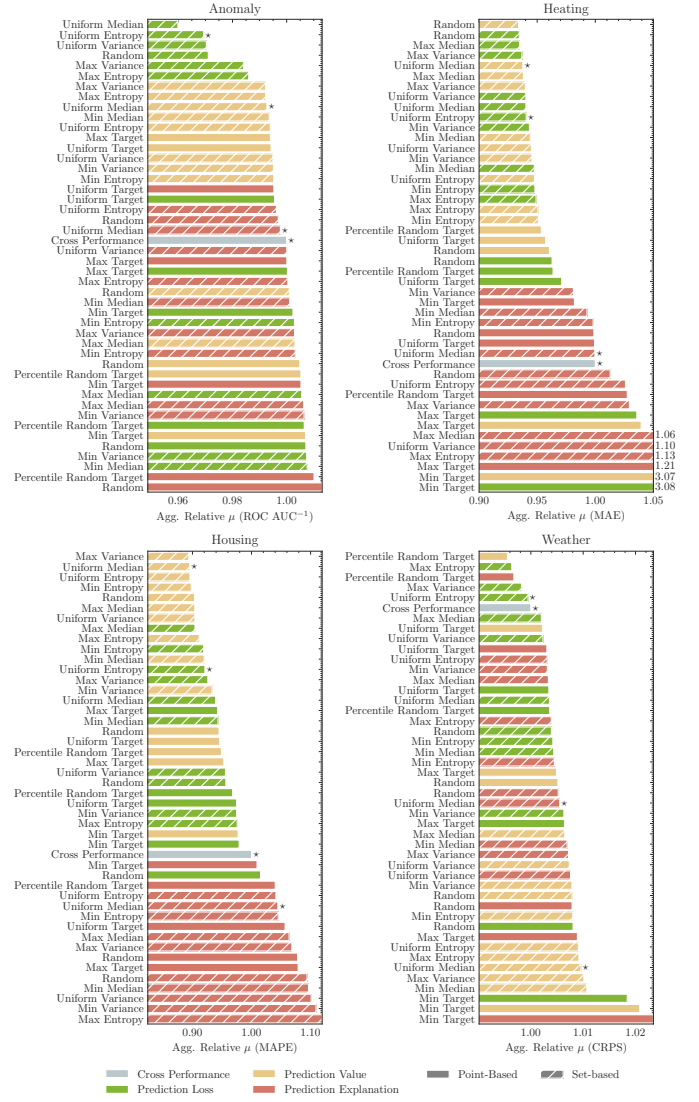 Anomaly
Uniform Median
Uniform Entropy
Uniform Variance
Random
Max Variance
Max Entropy
Max Variance
Max Entropy
Uniform Median
Min Median
Uniform Entropy
Max Target
Uniform Target
Uniform Variance
Min Variance
Min Entropy
Uniform Target
Uniform Target
Uniform Entropy
Random
Uniform Median
Cross Performance
Uniform Variance
Max Target
Max Target
Max Entropy
Random
Min Median
Min Target
Min Entropy
Max Variance
Max Median
Min Entropy
Random
Percentile Random Target
Min Target
Max Median
Max Median
Min Variance
Percentile Random Target
Min Target
Random
Min Variance
Min Median
Percentile Random Target
Random
0.96 0.98 1.00
Agg. Relative μ (ROC AUC⁻¹)
Heating
Random
Random
Max Median
Max Variance
Uniform Median
Max Median
Max Variance
Uniform Variance
Uniform Median
Uniform Entropy
Min Variance
Min Median
Uniform Variance
Min Variance
Min Median
Uniform Entropy
Min Entropy
Max Entropy
Max Entropy
Min Entropy
Percentile Random Target
Uniform Target
Random
Random
Percentile Random Target
Uniform Target
Min Variance
Min Target
Min Median
Min Entropy
Random
Uniform Target
Uniform Median
Cross Performance
Random
Uniform Entropy
Percentile Random Target
Max Variance
Max Target
Max Target
Max Median 1.06
Uniform Variance 1.10
Max Entropy 1.13
Max Target 1.21
Min Target 3.07
Min Target 3.08
0.90 0.95 1.00 1.05
Agg. Relative μ (MAE)
Housing
Max Variance
Uniform Median
Uniform Entropy
Min Entropy
Random
Max Median
Uniform Variance
Max Median
Max Entropy
Min Entropy
Min Median
Uniform Entropy
Max Variance
Min Variance
Uniform Median
Max Target
Min Median
Random
Uniform Target
Percentile Random Target
Max Target
Uniform Variance
Random
Percentile Random Target
Uniform Target
Min Variance
Max Entropy
Min Target
Min Target
Cross Performance
Min Target
Random
Percentile Random Target
Uniform Entropy
Uniform Median
Min Entropy
Uniform Target
Max Median
Max Variance
Random
Max Target
Random
Min Median
Uniform Variance
Min Variance
Max Entropy
0.90 1.00 1.10
Agg. Relative μ (MAPE)
Weather
Percentile Random Target
Max Entropy
Percentile Random Target
Max Variance
Uniform Entropy
Cross Performance
Max Median
Uniform Target
Uniform Variance
Uniform Target
Uniform Entropy
Min Variance
Max Median
Uniform Target
Uniform Median
Percentile Random Target
Max Entropy
Random
Min Entropy
Min Median
Min Entropy
Max Target
Random
Random
Uniform Median
Min Variance
Max Target
Max Median
Min Median
Max Variance
Uniform Variance
Uniform Variance
Min Variance
Random
Random
Min Entropy
Random
Max Target
Uniform Entropy
Max Entropy
Uniform Median
Max Variance
Min Median
Min Target
Min Target
Min Target
1.00 1.02
Agg. Relative μ (CRPS)
Cross Performance
Prediction Loss
Prediction Value
Prediction Explanation
Point-Based
Set-based